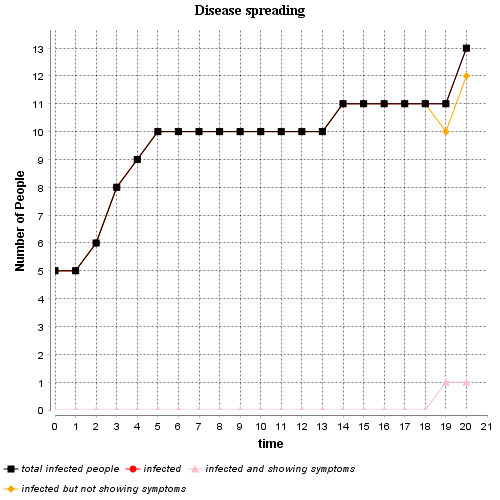 Disease spreading
Number of People
13
12
11
10
9
8
7
6
5
4
3
2
1
0
0 1 2 3 4 5 6 7 8 9 10 11 12 13 14 15 16 17 18 19 20 21
time
total infected people infected infected and showing symptoms
infected but not showing symptoms